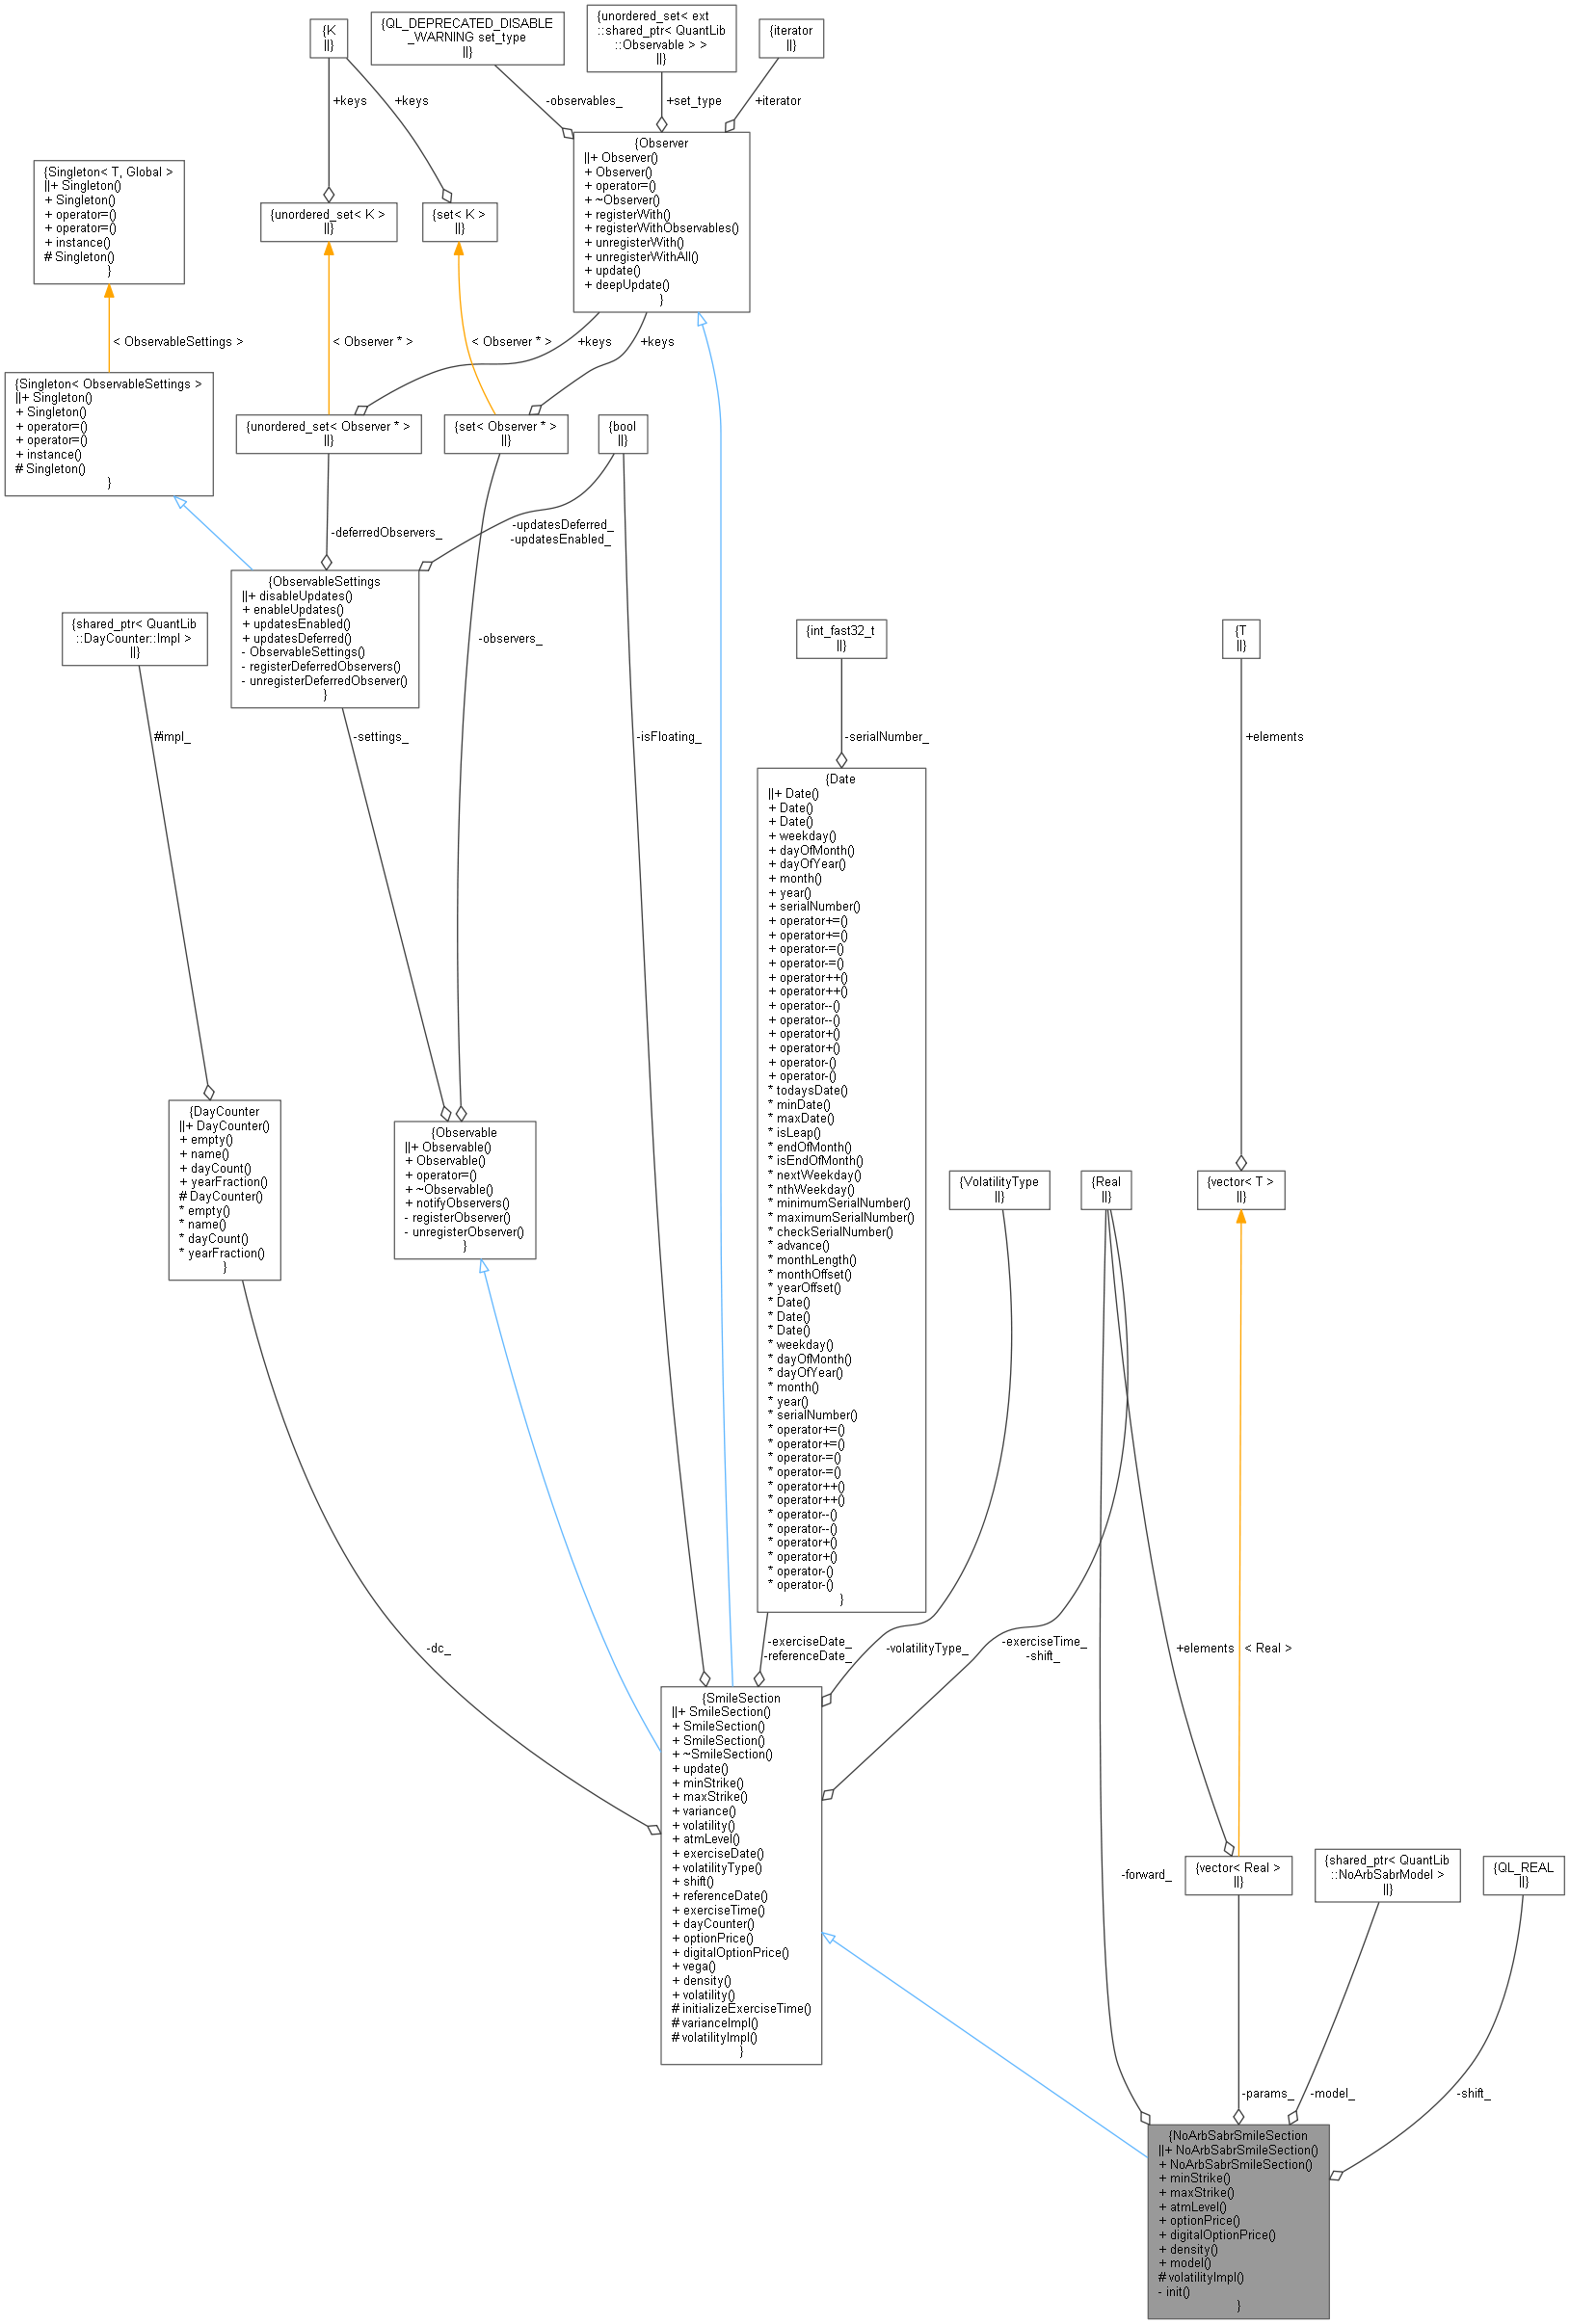 {K
||}
{QL_DEPRECATED_DISABLE
_WARNING set_type
||}
{unordered_set< ext
::shared_ptr< QuantLib
::Observable > >
||}
{iterator
||}
+keys
+keys
-observables_
+set_type
+iterator
{Singleton< T, Global >
||+ Singleton()
+ Singleton()
+ operator=()
+ operator=()
+ instance()
# Singleton()
}
{unordered_set< K >
||}
{set< K >
||}
{Observer
||+ Observer()
+ Observer()
+ operator=()
+ ~Observer()
+ registerWith()
+ registerWithObservables()
+ unregisterWith()
+ unregisterWithAll()
+ update()
+ deepUpdate()
}
< ObservableSettings >
< Observer * >
< Observer * >
+keys
+keys
{Singleton< ObservableSettings >
||+ Singleton()
+ Singleton()
+ operator=()
+ operator=()
+ instance()
# Singleton()
}
{unordered_set< Observer * >
||}
{set< Observer * >
||}
{bool
||}
-deferredObservers_
-updatesDeferred_
-updatesEnabled_
{ObservableSettings
||+ disableUpdates()
+ enableUpdates()
+ updatesEnabled()
+ updatesDeferred()
- ObservableSettings()
- registerDeferredObservers()
- unregisterDeferredObserver()
}
-observers_
{shared_ptr< QuantLib
::DayCounter::Impl >
||}
{int_fast32_t
||}
{T
||}
#impl_
-settings_
-isFloating_
-serialNumber_
+elements
{Date
||+ Date()
+ Date()
+ Date()
+ weekday()
+ dayOfMonth()
+ dayOfYear()
+ month()
+ year()
+ serialNumber()
+ operator+=()
+ operator+=()
+ operator-=()
+ operator-=()
+ operator++()
+ operator++()
+ operator--()
+ operator--()
+ operator+()
+ operator+()
+ operator-()
+ operator-()
* todaysDate()
* minDate()
* maxDate()
* isLeap()
* endOfMonth()
* isEndOfMonth()
* nextWeekday()
* nthWeekday()
* minimumSerialNumber()
* maximumSerialNumber()
* checkSerialNumber()
* advance()
* monthLength()
* monthOffset()
* yearOffset()
* Date()
* Date()
* Date()
* weekday()
* dayOfMonth()
* dayOfYear()
* month()
* year()
* serialNumber()
* operator+=()
* operator+=()
* operator-=()
* operator-=()
* operator++()
* operator++()
* operator--()
* operator--()
* operator+()
* operator+()
* operator-()
* operator-()
}
{DayCounter
||+ DayCounter()
+ empty()
+ name()
+ dayCount()
+ yearFraction()
# DayCounter()
* empty()
* name()
* dayCount()
* yearFraction()
}
{Observable
||+ Observable()
+ Observable()
+ operator=()
+ ~Observable()
+ notifyObservers()
- registerObserver()
- unregisterObserver()
}
{VolatilityType
||}
{Real
||}
{vector< T >
||}
-dc_
-exerciseDate_
-referenceDate_
-volatilityType_
-exerciseTime_
-shift_
+elements
< Real >
{SmileSection
||+ SmileSection()
+ SmileSection()
+ SmileSection()
+ ~SmileSection()
+ update()
+ minStrike()
+ maxStrike()
+ variance()
+ volatility()
+ atmLevel()
+ exerciseDate()
+ volatilityType()
+ shift()
+ referenceDate()
+ exerciseTime()
+ dayCounter()
+ optionPrice()
+ digitalOptionPrice()
+ vega()
+ density()
+ volatility()
# initializeExerciseTime()
# varianceImpl()
# volatilityImpl()
}
-forward_
{vector< Real >
||}
{shared_ptr< QuantLib
::NoArbSabrModel >
||}
{QL_REAL
||}
-params_
-model_
-shift_
{NoArbSabrSmileSection
||+ NoArbSabrSmileSection()
+ NoArbSabrSmileSection()
+ minStrike()
+ maxStrike()
+ atmLevel()
+ optionPrice()
+ digitalOptionPrice()
+ density()
+ model()
# volatilityImpl()
- init()
}